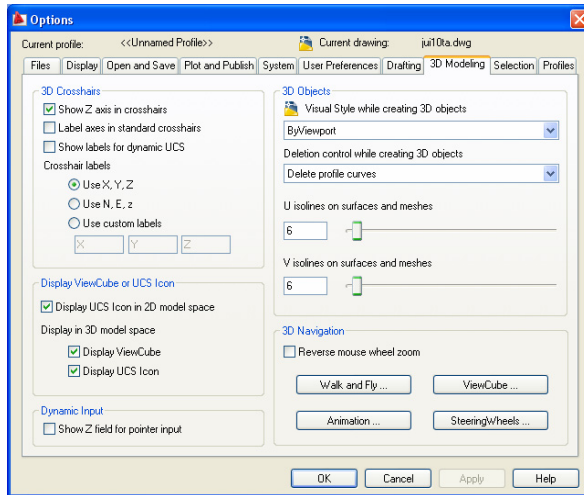 Options
Current profile: <<Unnamed Profile>> Current drawing: jui10ta.dwg
Files Display Open and Save Plot and Publish System User Preferences Drafting 3D Modeling Selection Profiles
3D Crosshairs
Show Z axis in crosshairs
Label axes in standard crosshairs
Show labels for dynamic UCS
Crosshair labels
Use X, Y, Z
Use N, E, z
Use custom labels
X Y Z
Display ViewCube or UCS Icon
Display UCS Icon in 2D model space
Display in 3D model space
Display ViewCube
Display UCS Icon
Dynamic Input
Show Z field for pointer input
3D Objects
Visual Style while creating 3D objects
ByViewport
Deletion control while creating 3D objects
Delete profile curves
U isolines on surfaces and meshes
6
V isolines on surfaces and meshes
6
3D Navigation
Reverse mouse wheel zoom
Walk and Fly ... ViewCube ...
Animation ... SteeringWheels ...
OK Cancel Apply Help